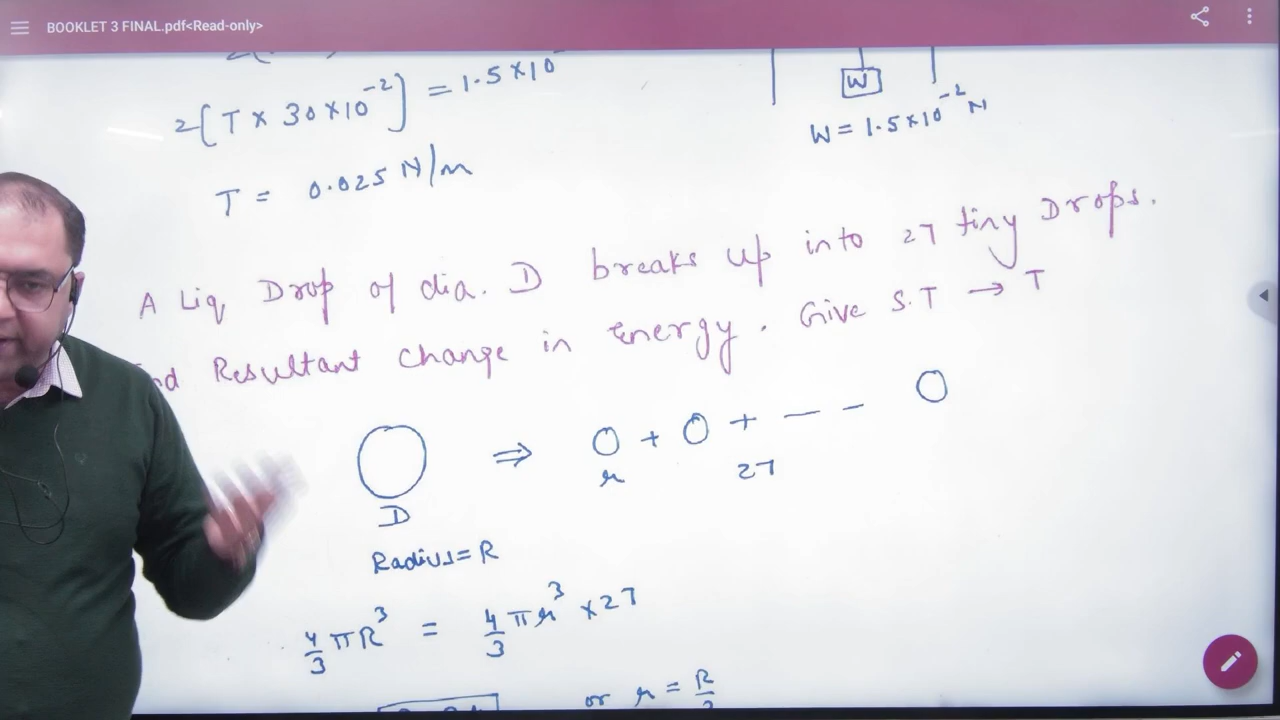 BOOKLET 3 FINAL.pdf<Read-only>
2[T × 30×10^-2] = 1.5×10
W
W = 1.5×10^-2 N
T = 0.025 N/m
A Liq Drop of dia. D breaks up into 27 tiny Drops.
Resultant change in energy. Give S.T → T
⇒ + + — —
r 27
D
Radius = R
4/3 πR^3 = 4/3 πr^3 × 27
or r = R